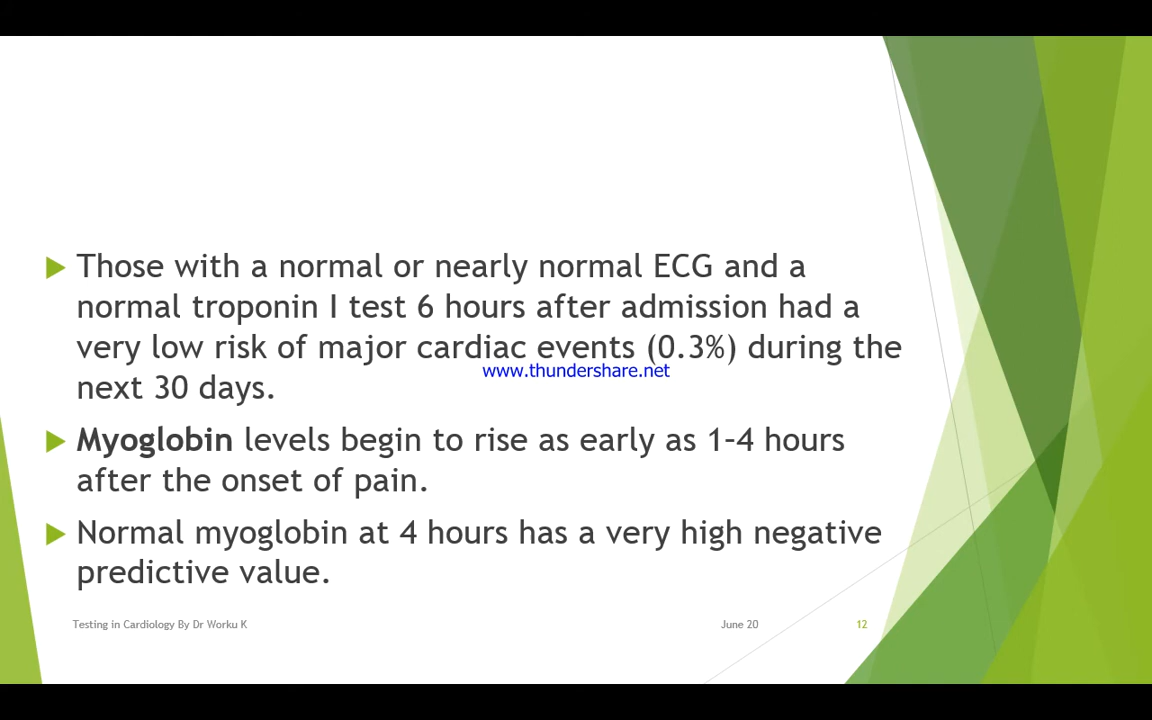 Those with a normal or nearly normal ECG and a
normal troponin I test 6 hours after admission had a
very low risk of major cardiac events (0.3%) during the
www.thundershare.net
next 30 days.
Myoglobin levels begin to rise as early as 1–4 hours
after the onset of pain.
Normal myoglobin at 4 hours has a very high negative
predictive value.
Testing in Cardiology By Dr Worku K
June 20
12